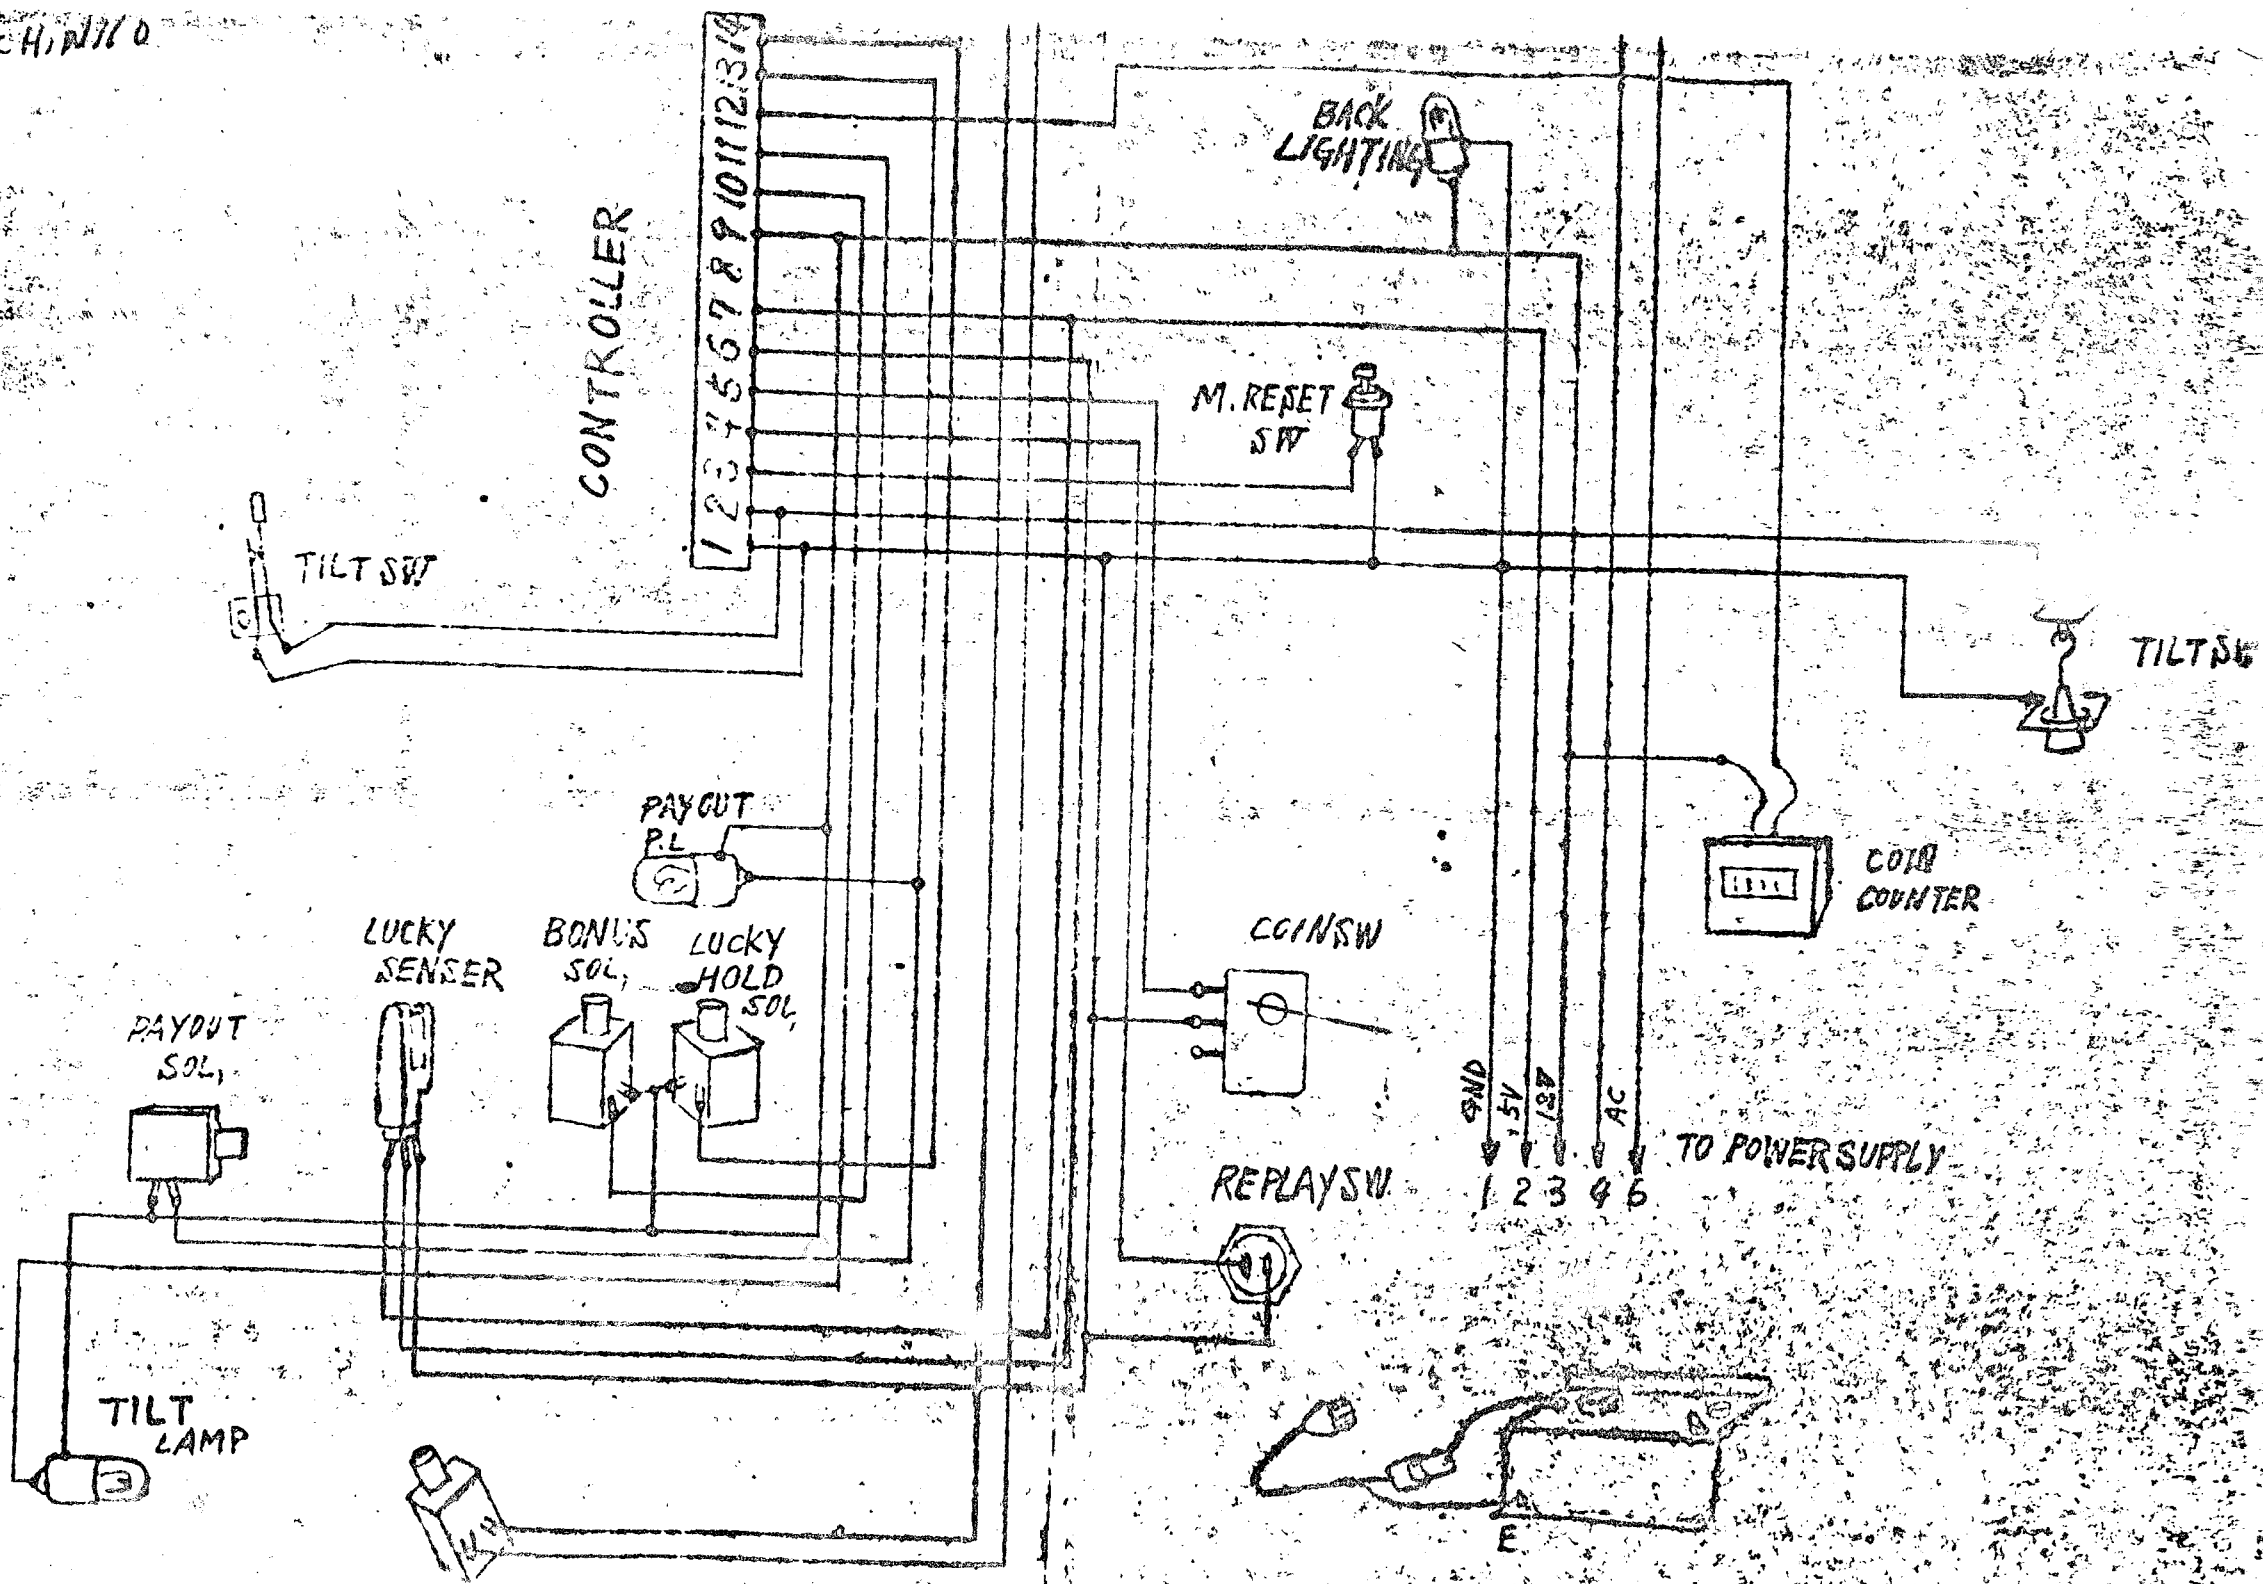 14
13
12
11
10
9
8
7
6
5
4
3
2
1
CONTROLLER
BACK
LIGHTING
M. RESET
SW
TILT SW
TILT SW
PAYOUT
P.L
LUCKY
SENSER
BONUS
SOL,
LUCKY
HOLD
SOL,
PAYOUT
SOL,
COIN SW
COIN
COUNTER
GND
5V
AC
TO POWER SUPPLY
1 2 3 4 5
REPLAY SW
TILT
LAMP
E